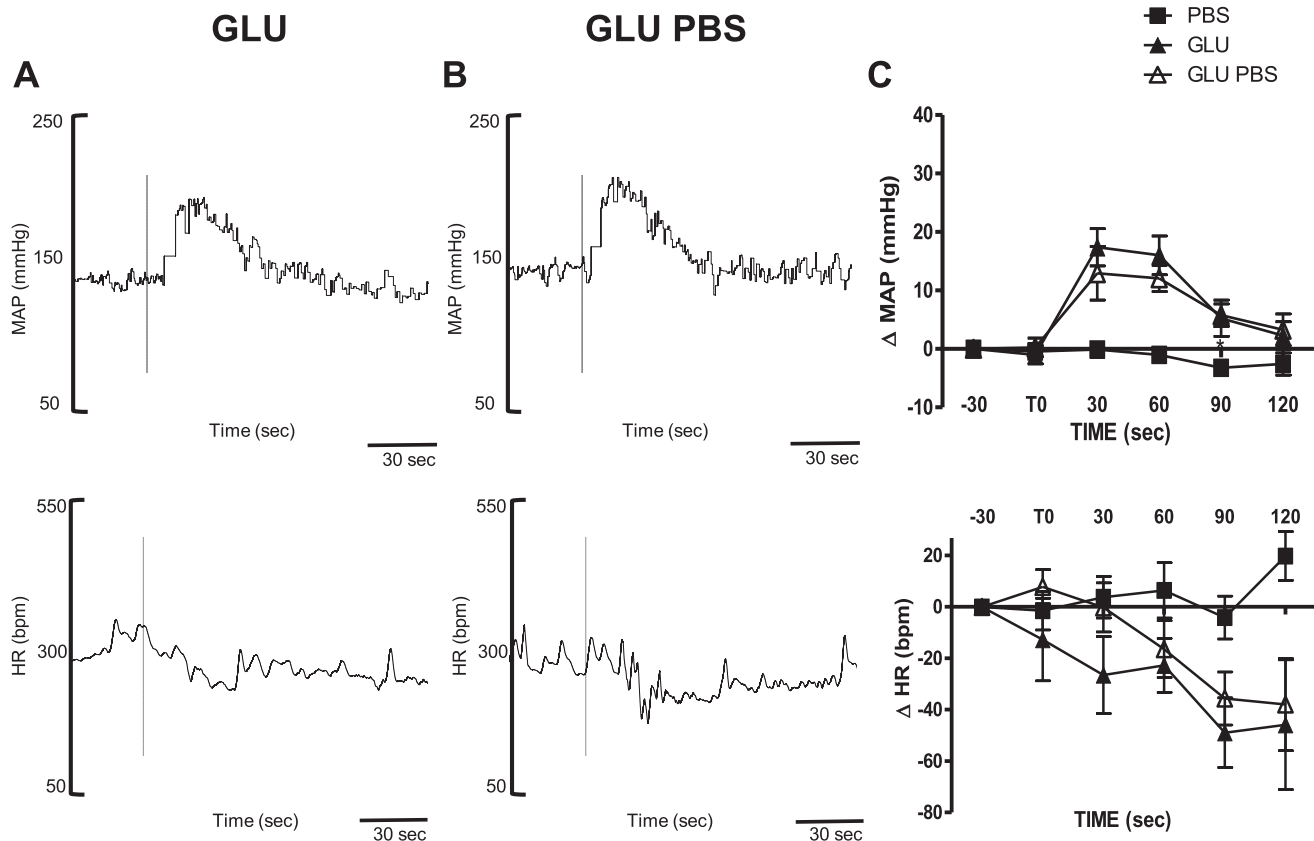 GLU
GLU PBS
PBS
GLU
GLU PBS
A
B
C
250
150
50
MAP (mmHg)
Time (sec)
30 sec
250
150
50
MAP (mmHg)
Time (sec)
30 sec
40
30
20
10
0
-10
Δ MAP (mmHg)
*
-30 T0 30 60 90 120
TIME (sec)
550
300
50
HR (bpm)
Time (sec)
30 sec
550
300
50
HR (bpm)
Time (sec)
30 sec
-30 T0 30 60 90 120
20
0
-20
-40
-60
-80
Δ HR (bpm)
TIME (sec)